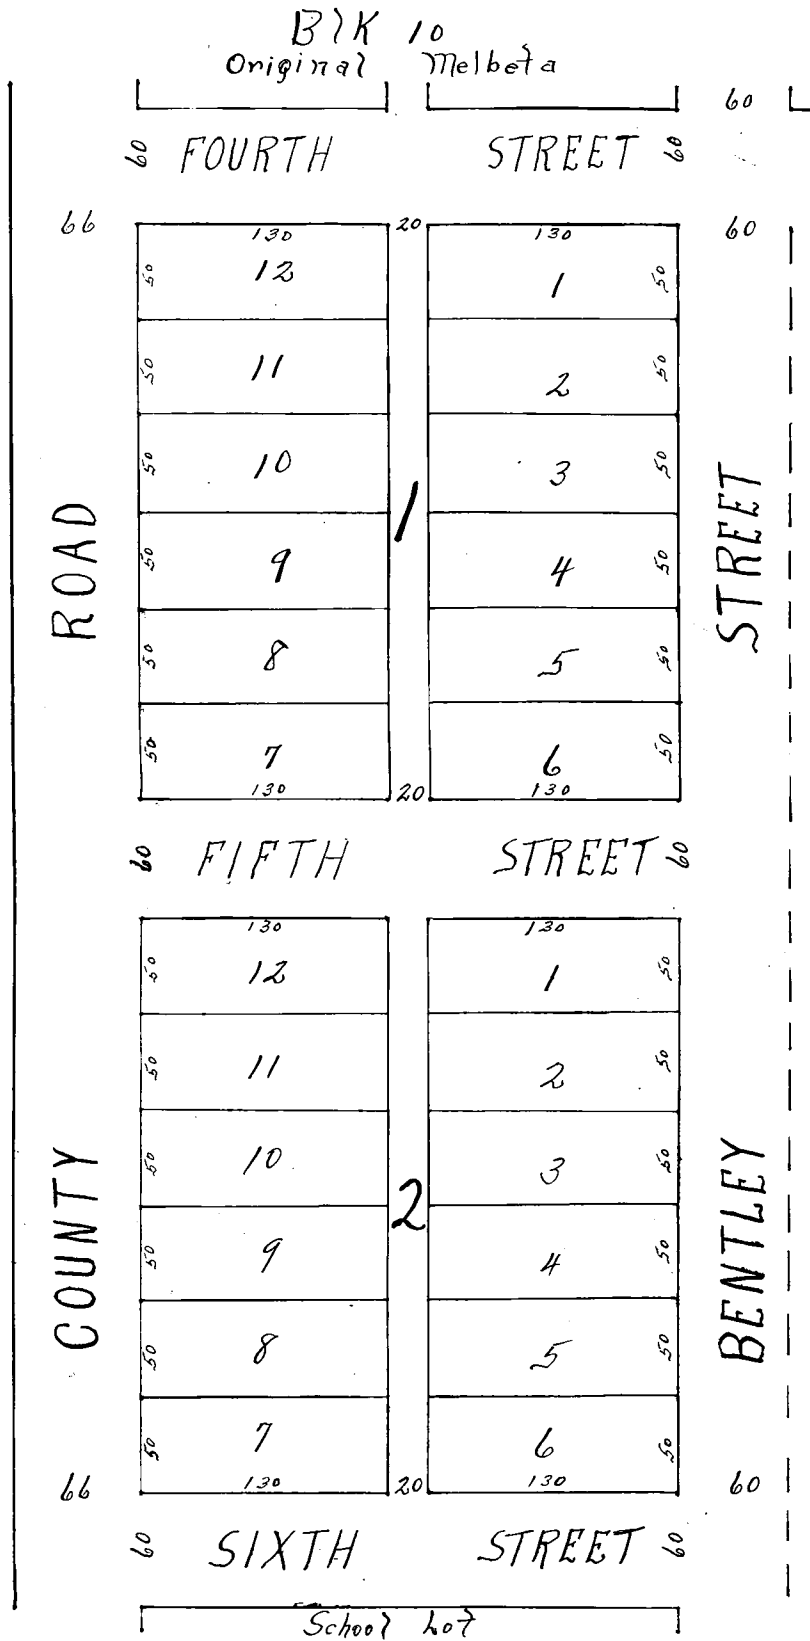 Blk 10
Original Melbeta
60
60 FOURTH STREET 60
66 20 60
130 130
50 12 1 50
50 11 2 50
50 10 3 50
1
ROAD STREET
50 9 4 50
50 8 5 50
50 7 6 50
130 20 130
60 FIFTH STREET 60
130 130
50 12 1 50
50 11 2 50
50 10 3 50
2
COUNTY BENTLEY
50 9 4 50
50 8 5 50
50 7 6 50
66 130 20 130 60
60 SIXTH STREET 60
School Lot